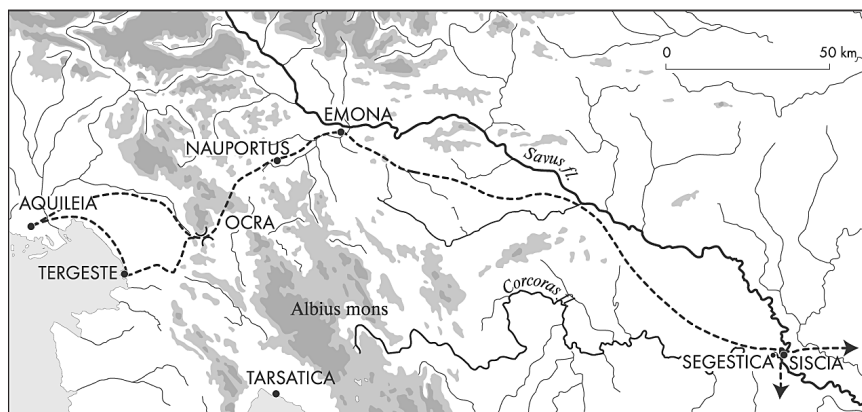 0 50 km
EMONA
NAUPORTUS
Savus fl.
AQUILEIA
OCRA
TERGESTE
Corcoras fl.
Albius mons
SEGESTICA SISCIA
TARSATICA